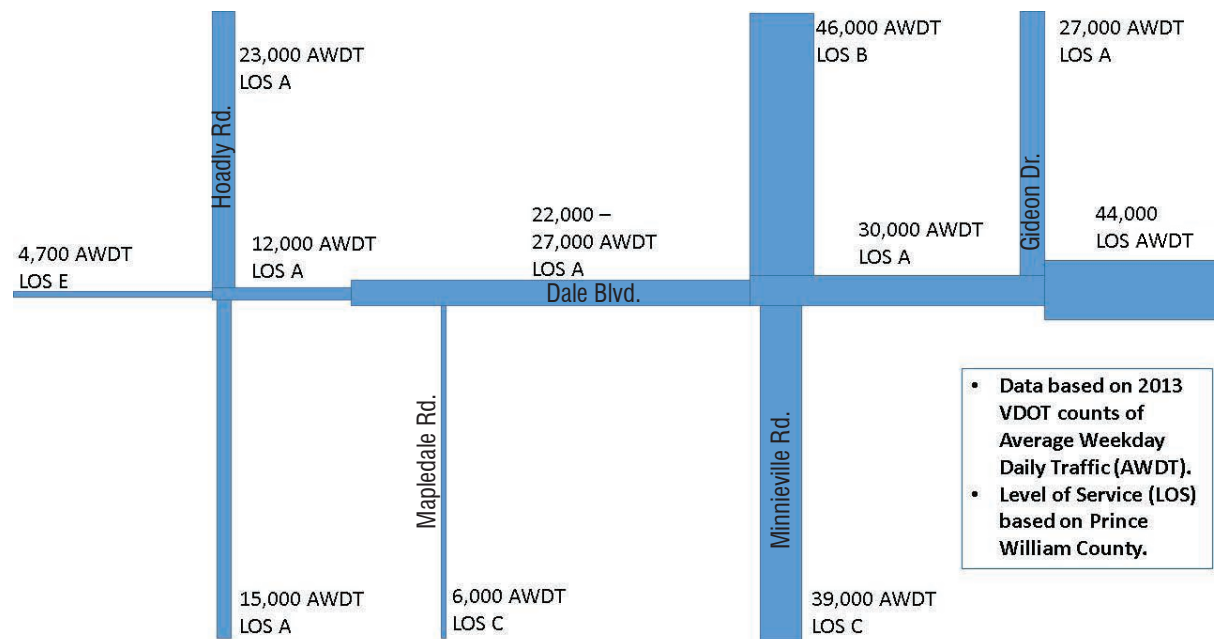 23,000 AWDT
LOS A
Hoadly Rd.
46,000 AWDT
LOS B
27,000 AWDT
LOS A
Gideon Dr.
4,700 AWDT
LOS E
12,000 AWDT
LOS A
22,000 –
27,000 AWDT
LOS A
Dale Blvd.
30,000 AWDT
LOS A
44,000
LOS AWDT
Mapledale Rd.
Minnieville Rd.
15,000 AWDT
LOS A
6,000 AWDT
LOS C
39,000 AWDT
LOS C
• Data based on 2013
VDOT counts of
Average Weekday
Daily Traffic (AWDT).
• Level of Service (LOS)
based on Prince
William County.